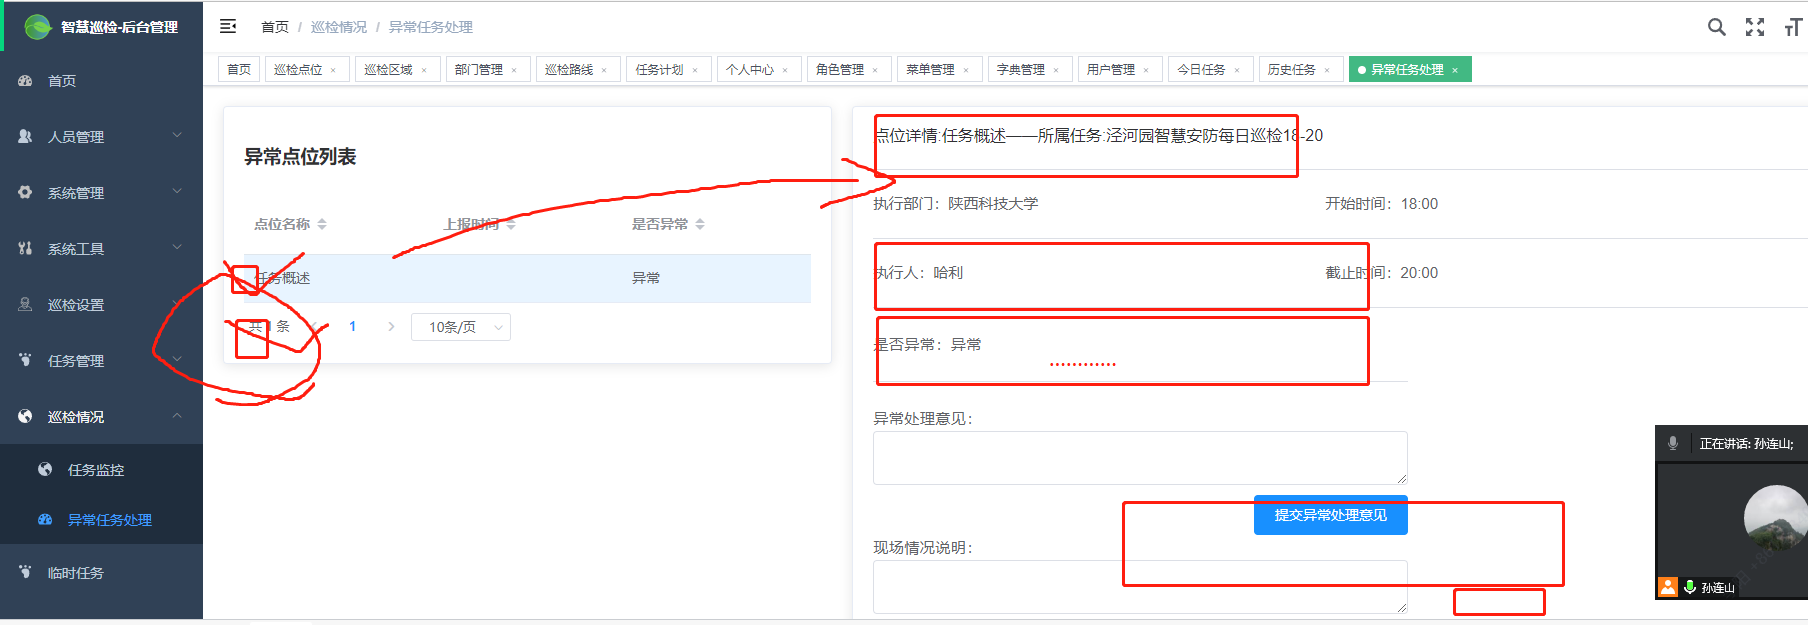 智慧巡检-后台管理
首页
人员管理
系统管理
系统工具
巡检设置
任务管理
巡检情况
任务监控
异常任务处理
临时任务
首页 / 巡检情况 / 异常任务处理
首页 巡检点位 × 巡检区域 × 部门管理 × 巡检路线 × 任务计划 × 个人中心 × 角色管理 × 菜单管理 × 字典管理 × 用户管理 × 今日任务 × 历史任务 × 异常任务处理 ×
异常点位列表
点位名称 上报时间 是否异常
任务概述 异常
共 1 条 1 10条/页
点位详情:任务概述——所属任务:泾河园智慧安防每日巡检18-20
执行部门: 陕西科技大学 开始时间: 18:00
执行人: 哈利 截止时间: 20:00
是否异常: 异常
异常处理意见:
提交异常处理意见
现场情况说明:
正在讲话: 孙连山;
孙连山